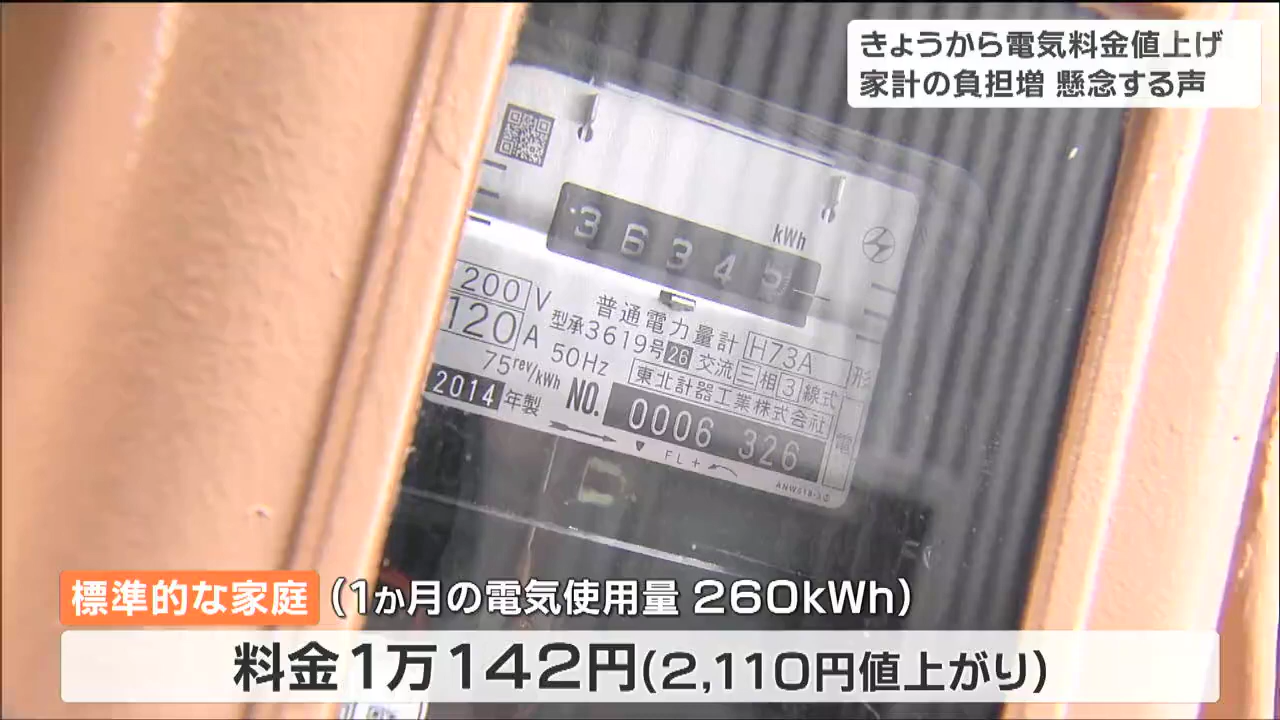 きょうから電気料金値上げ
家計の負担増 懸念する声
kWh
3634
200V
120A
普通電力量計 H73A 形
型承3619号 26 交流三相3線式
75rev/kWh 50Hz
東北計器工業株式会社
2014年製 NO. 0006 326
FL+
標準的な家庭 (1か月の電気使用量 260kWh)
料金1万142円(2,110円値上がり)